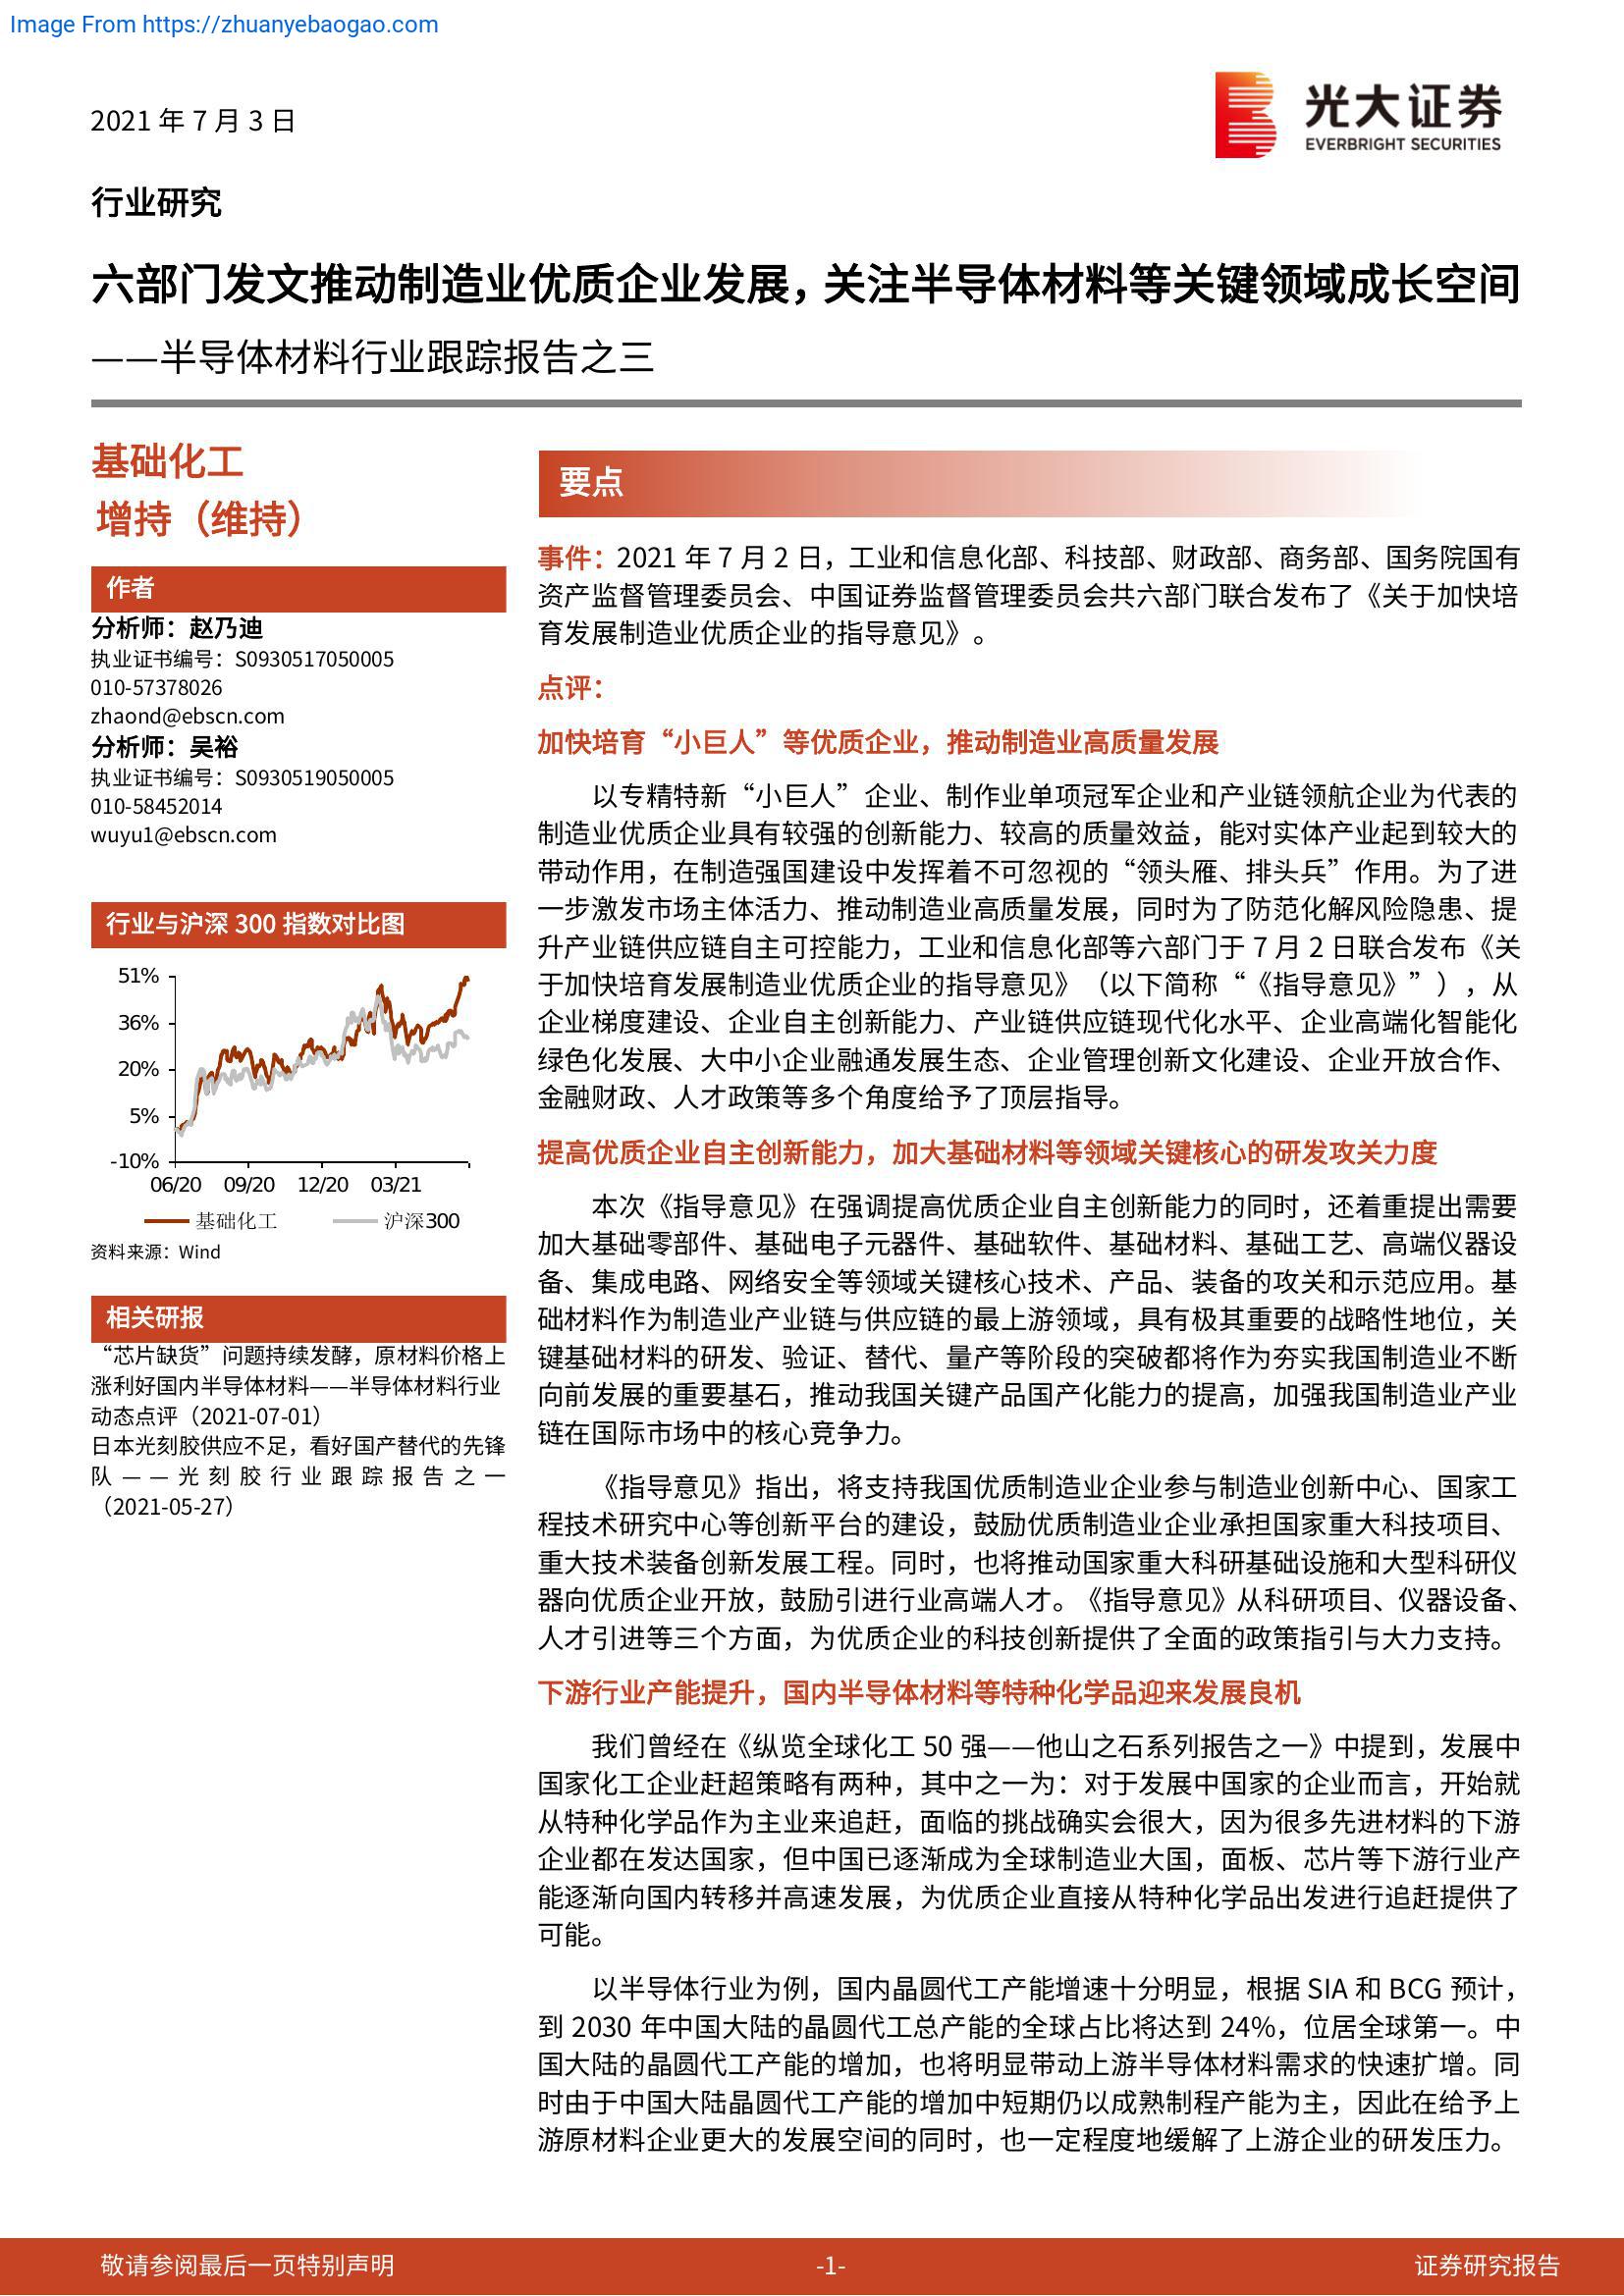 Image From https://zhuanyebaogao.com
2021 年 7 月 3 日
光大证券
EVERBRIGHT SECURITIES
行业研究
六部门发文推动制造业优质企业发展，关注半导体材料等关键领域成长空间
——半导体材料行业跟踪报告之三
基础化工
增持（维持）
作者
分析师：赵乃迪
执业证书编号：S0930517050005
010-57378026
zhaond@ebscn.com
分析师：吴裕
执业证书编号：S0930519050005
010-58452014
wuyu1@ebscn.com
行业与沪深 300 指数对比图
51%
36%
20%
5%
-10%
06/20 09/20 12/20 03/21
基础化工 沪深300
资料来源：Wind
相关研报
“芯片缺货”问题持续发酵，原材料价格上
涨利好国内半导体材料——半导体材料行业
动态点评（2021-07-01）
日本光刻胶供应不足，看好国产替代的先锋
队——光刻胶行业跟踪报告之一
（2021-05-27）
要点
事件：2021 年 7 月 2 日，工业和信息化部、科技部、财政部、商务部、国务院国有
资产监督管理委员会、中国证券监督管理委员会共六部门联合发布了《关于加快培
育发展制造业优质企业的指导意见》。
点评：
加快培育“小巨人”等优质企业，推动制造业高质量发展
以专精特新“小巨人”企业、制作业单项冠军企业和产业链领航企业为代表的
制造业优质企业具有较强的创新能力、较高的质量效益，能对实体产业起到较大的
带动作用，在制造强国建设中发挥着不可忽视的“领头雁、排头兵”作用。为了进
一步激发市场主体活力、推动制造业高质量发展，同时为了防范化解风险隐患、提
升产业链供应链自主可控能力，工业和信息化部等六部门于 7 月 2 日联合发布《关
于加快培育发展制造业优质企业的指导意见》（以下简称“《指导意见》”），从
企业梯度建设、企业自主创新能力、产业链供应链现代化水平、企业高端化智能化
绿色化发展、大中小企业融通发展生态、企业管理创新文化建设、企业开放合作、
金融财政、人才政策等多个角度给予了顶层指导。
提高优质企业自主创新能力，加大基础材料等领域关键核心的研发攻关力度
本次《指导意见》在强调提高优质企业自主创新能力的同时，还着重提出需要
加大基础零部件、基础电子元器件、基础软件、基础材料、基础工艺、高端仪器设
备、集成电路、网络安全等领域关键核心技术、产品、装备的攻关和示范应用。基
础材料作为制造业产业链与供应链的最上游领域，具有极其重要的战略性地位，关
键基础材料的研发、验证、替代、量产等阶段的突破都将作为夯实我国制造业不断
向前发展的重要基石，推动我国关键产品国产化能力的提高，加强我国制造业产业
链在国际市场中的核心竞争力。
《指导意见》指出，将支持我国优质制造业企业参与制造业创新中心、国家工
程技术研究中心等创新平台的建设，鼓励优质制造业企业承担国家重大科技项目、
重大技术装备创新发展工程。同时，也将推动国家重大科研基础设施和大型科研仪
器向优质企业开放，鼓励引进行业高端人才。《指导意见》从科研项目、仪器设备、
人才引进等三个方面，为优质企业的科技创新提供了全面的政策指引与大力支持。
下游行业产能提升，国内半导体材料等特种化学品迎来发展良机
我们曾经在《纵览全球化工 50 强——他山之石系列报告之一》中提到，发展中
国家化工企业赶超策略有两种，其中之一为：对于发展中国家的企业而言，开始就
从特种化学品作为主业来追赶，面临的挑战确实会很大，因为很多先进材料的下游
企业都在发达国家，但中国已逐渐成为全球制造业大国，面板、芯片等下游行业产
能逐渐向国内转移并高速发展，为优质企业直接从特种化学品出发进行追赶提供了
可能。
以半导体行业为例，国内晶圆代工产能增速十分明显，根据 SIA 和 BCG 预计，
到 2030 年中国大陆的晶圆代工总产能的全球占比将达到 24%，位居全球第一。中
国大陆的晶圆代工产能的增加，也将明显带动上游半导体材料需求的快速扩增。同
时由于中国大陆晶圆代工产能的增加中短期仍以成熟制程产能为主，因此在给予上
游原材料企业更大的发展空间的同时，也一定程度地缓解了上游企业的研发压力。
敬请参阅最后一页特别声明 -1- 证券研究报告